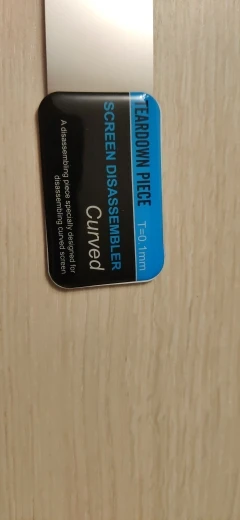 TEARDOWN PIECE T=0.1mm
SCREEN DISASSEMBLER
Curved
A disassembling piece specially designed for
disassembling curved screen